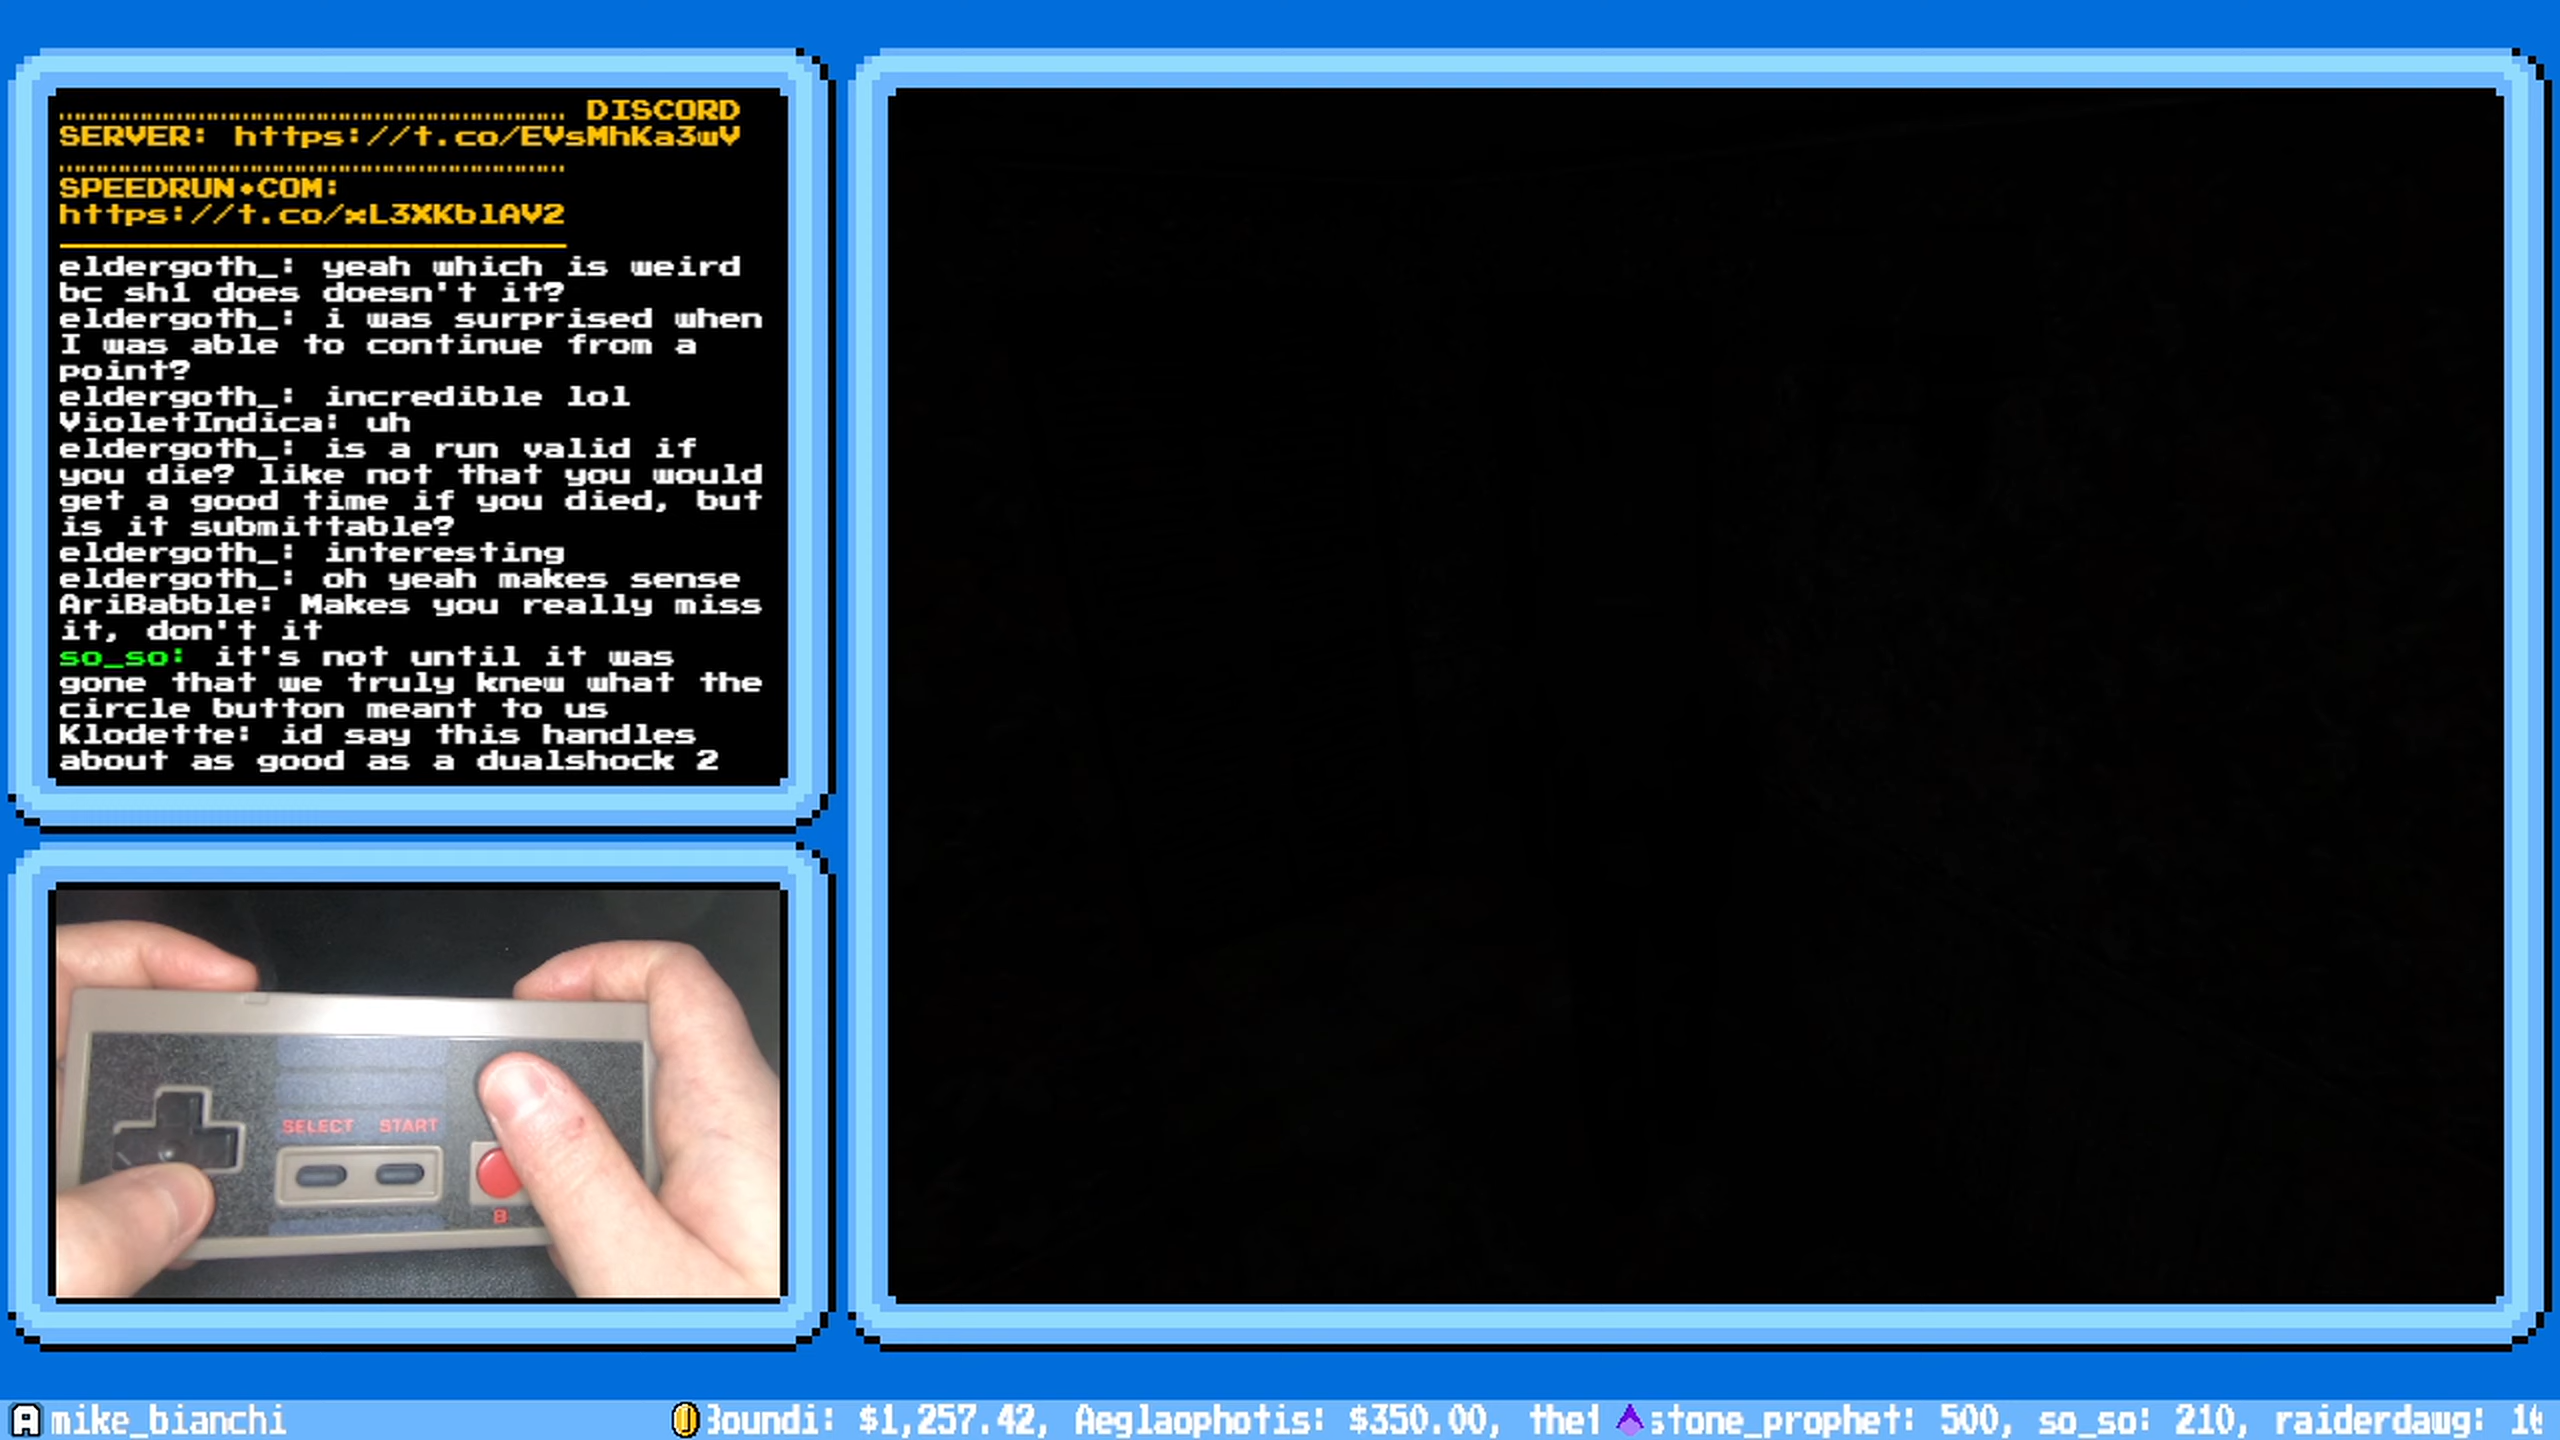 DISCORD
SERVER: https://t.co/EVsMhKa3wV
SPEEDRUN•COM:
https://t.co/xL3XKblAV2
eldergoth_: yeah which is weird
bc sh1 does doesn't it?
eldergoth_: i was surprised when
I was able to continue from a
point?
eldergoth_: incredible lol
VioletIndica: uh
eldergoth_: is a run valid if
you die? like not that you would
get a good time if you died, but
is it submittable?
eldergoth_: interesting
eldergoth_: oh yeah makes sense
AriBabble: Makes you really miss
it, don't it
so_so: it's not until it was
gone that we truly knew what the
circle button meant to us
Klodette: id say this handles
about as good as a dualshock 2
SELECT START
B
A mike_bianchi Boundi: $1,257.42, Aeglaophotis: $350.00, stone_prophet: 500, so_so: 210, raiderdawg: